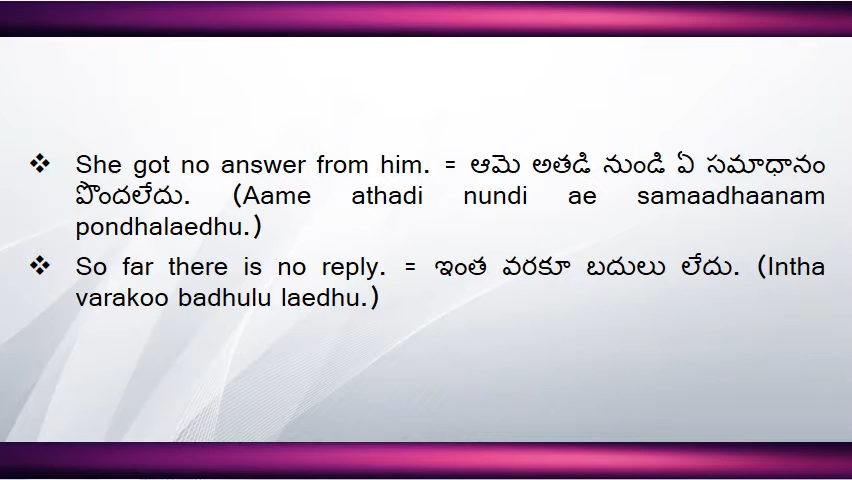 ❖ She got no answer from him. = ఆమె అతడి నుండి ఏ సమాధానం
పొందలేదు. (Aame athadi nundi ae samaadhaanam
pondhalaedhu.)
❖ So far there is no reply. = ఇంత వరకూ బదులు లేదు. (Intha
varakoo badhulu laedhu.)